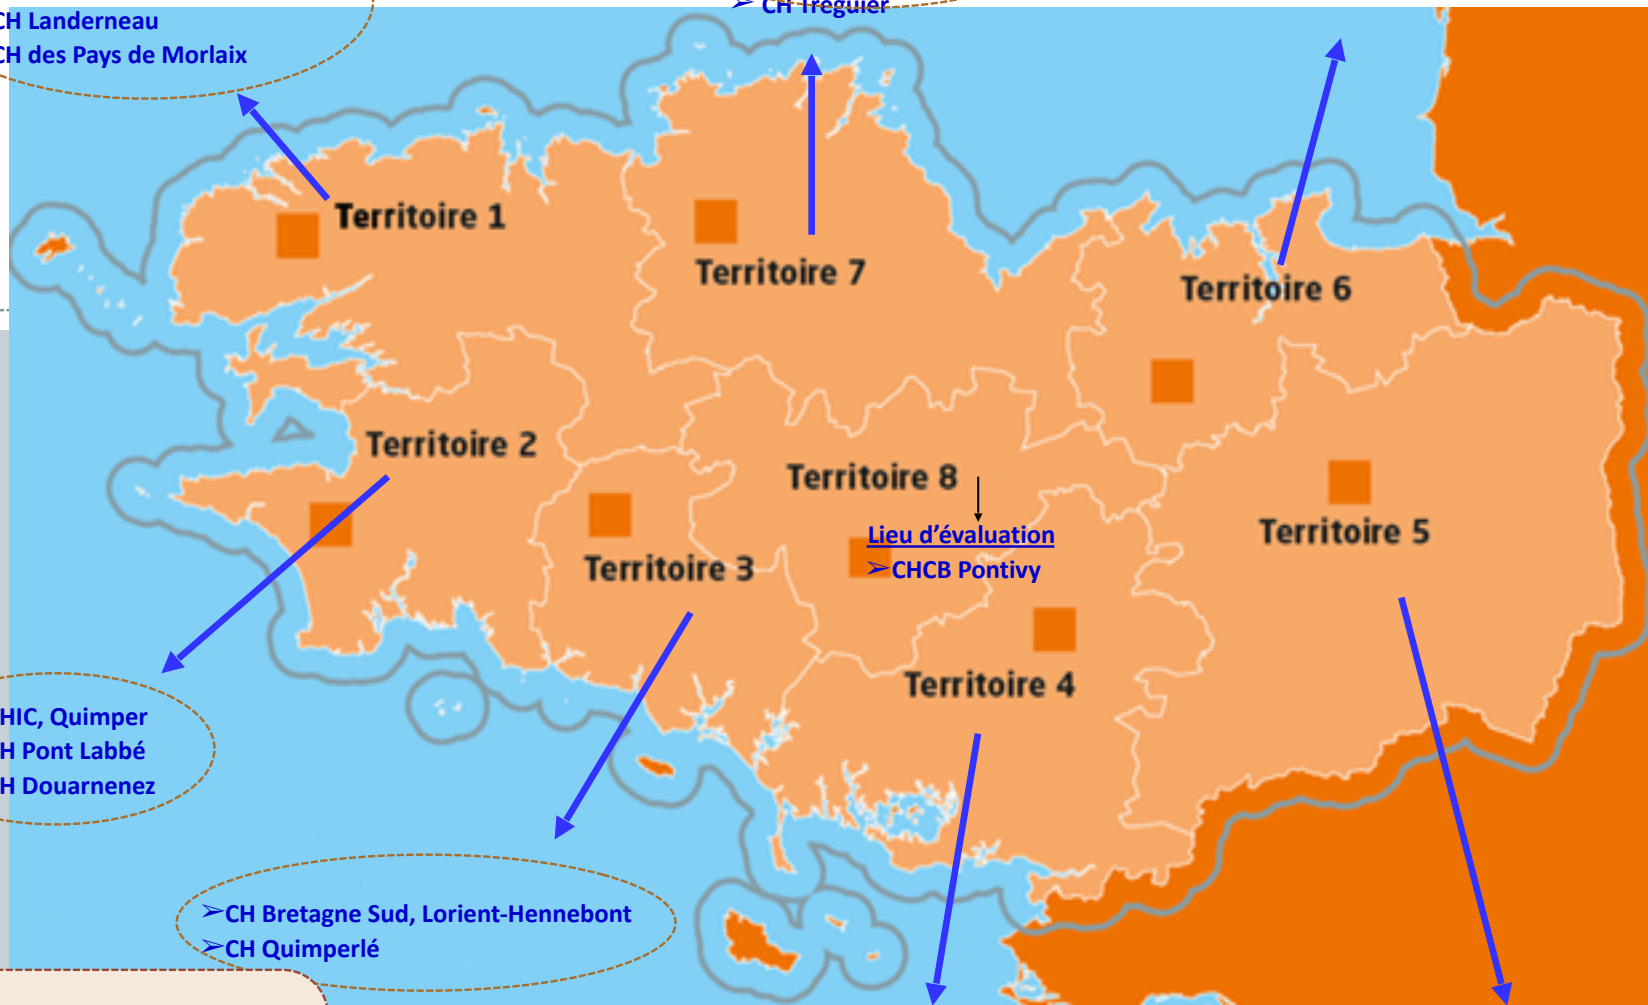 CH Landerneau
CH des Pays de Morlaix
➢ CH Tréguier
Territoire 1
Territoire 7
Territoire 6
Territoire 2
Territoire 8
Lieu d'évaluation
➢CHCB Pontivy
Territoire 5
Territoire 3
Territoire 4
HIC, Quimper
H Pont Labbé
H Douarnenez
➢CH Bretagne Sud, Lorient-Hennebont
➢CH Quimperlé